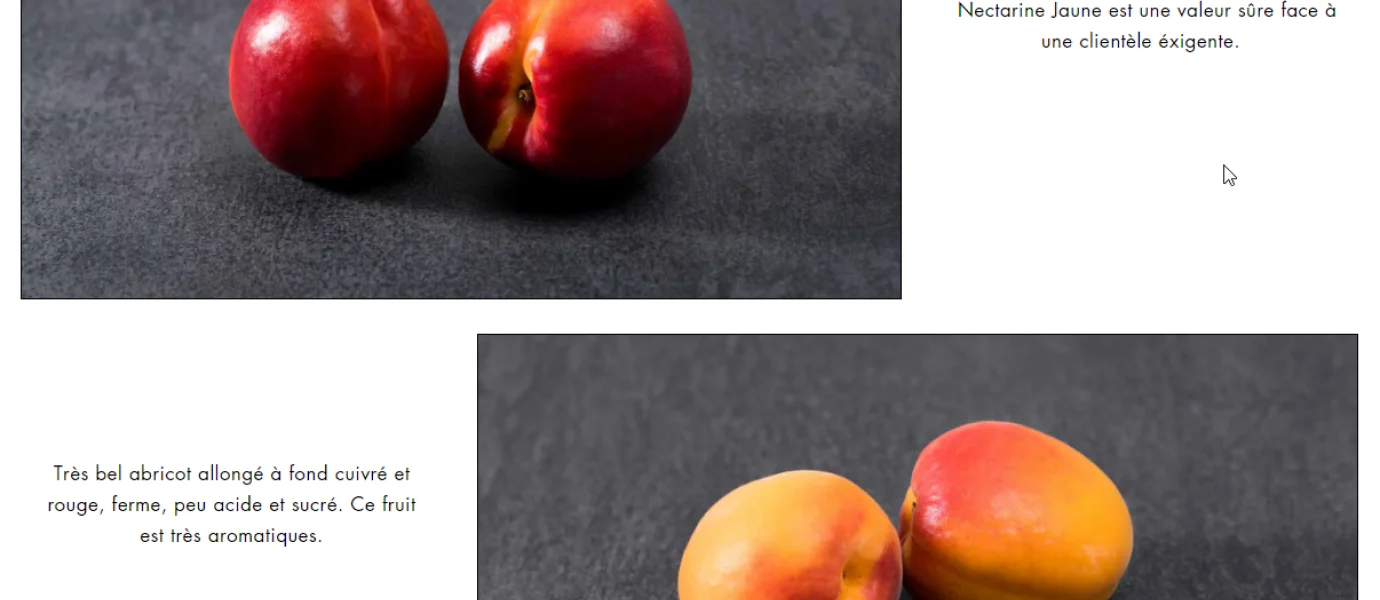 Nectarine Jaune est une valeur sûre face à
une clientèle éxigente.
Très bel abricot allongé à fond cuivré et
rouge, ferme, peu acide et sucré. Ce fruit
est très aromatiques.